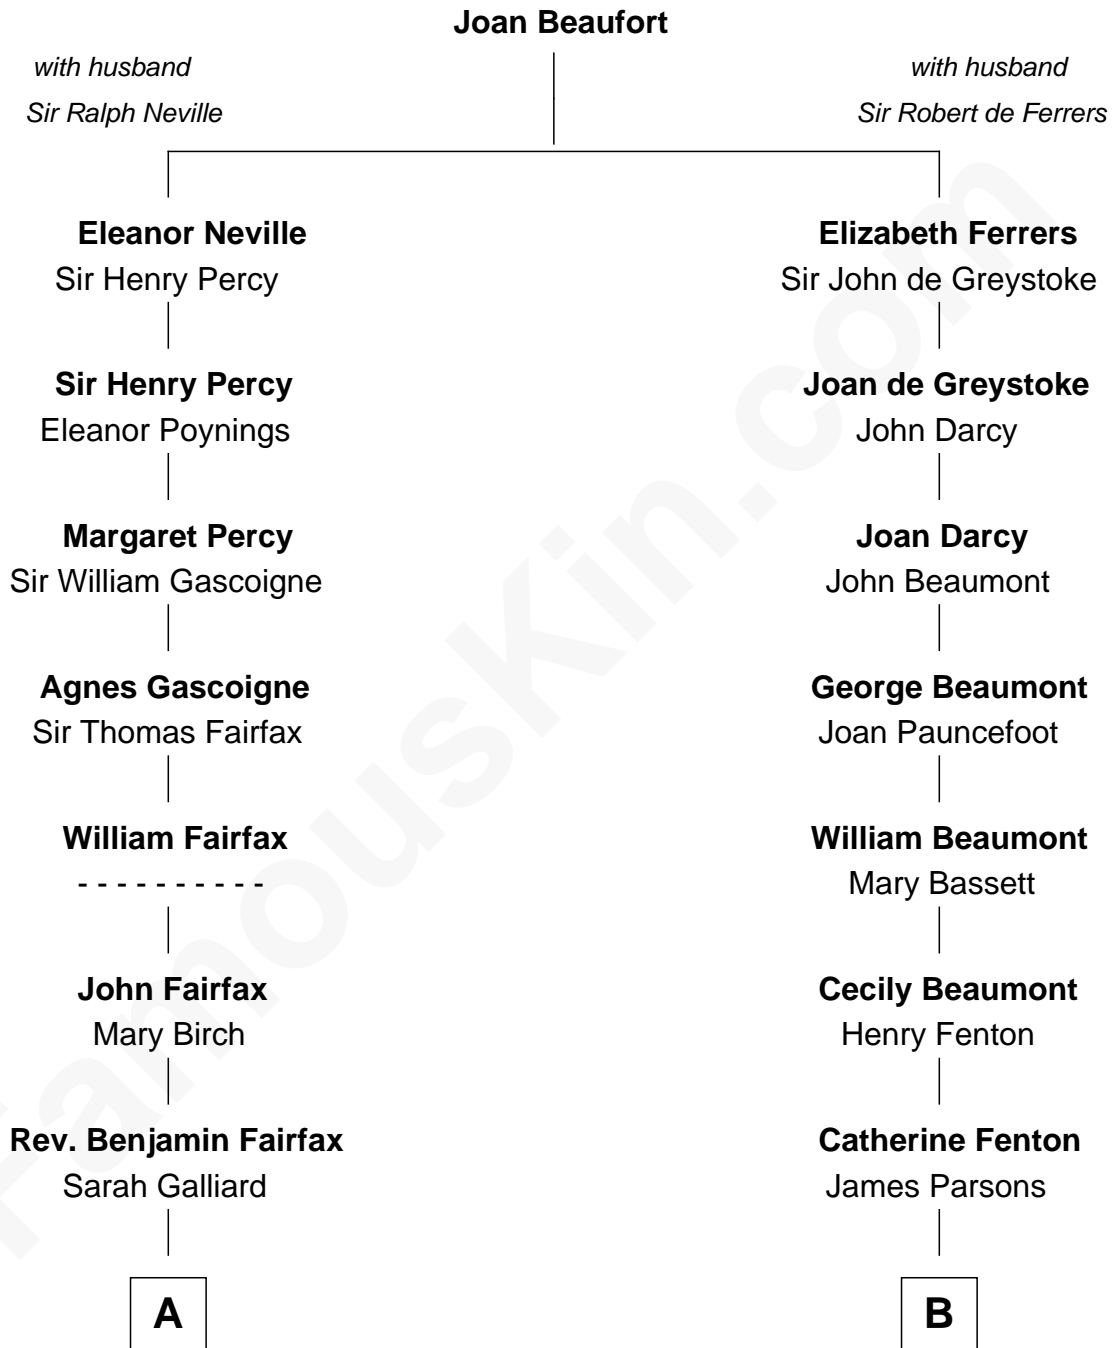 Joan Beaufort
with husband
Sir Ralph Neville
with husband
Sir Robert de Ferrers
Eleanor Neville
Sir Henry Percy
Elizabeth Ferrers
Sir John de Greystoke
Sir Henry Percy
Eleanor Poynings
Joan de Greystoke
John Darcy
Margaret Percy
Sir William Gascoigne
Joan Darcy
John Beaumont
Agnes Gascoigne
Sir Thomas Fairfax
George Beaumont
Joan Pauncefoot
William Fairfax
- - - - - - - - - -
William Beaumont
Mary Bassett
John Fairfax
Mary Birch
Cecily Beaumont
Henry Fenton
Rev. Benjamin Fairfax
Sarah Galliard
Catherine Fenton
James Parsons
A
B
FamousKin.com